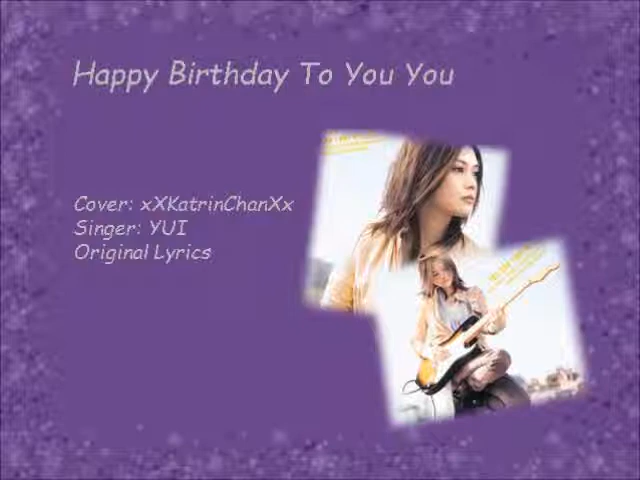 Happy Birthday To You You
Cover: xXKatrinChanXx
Singer: YUI
Original Lyrics